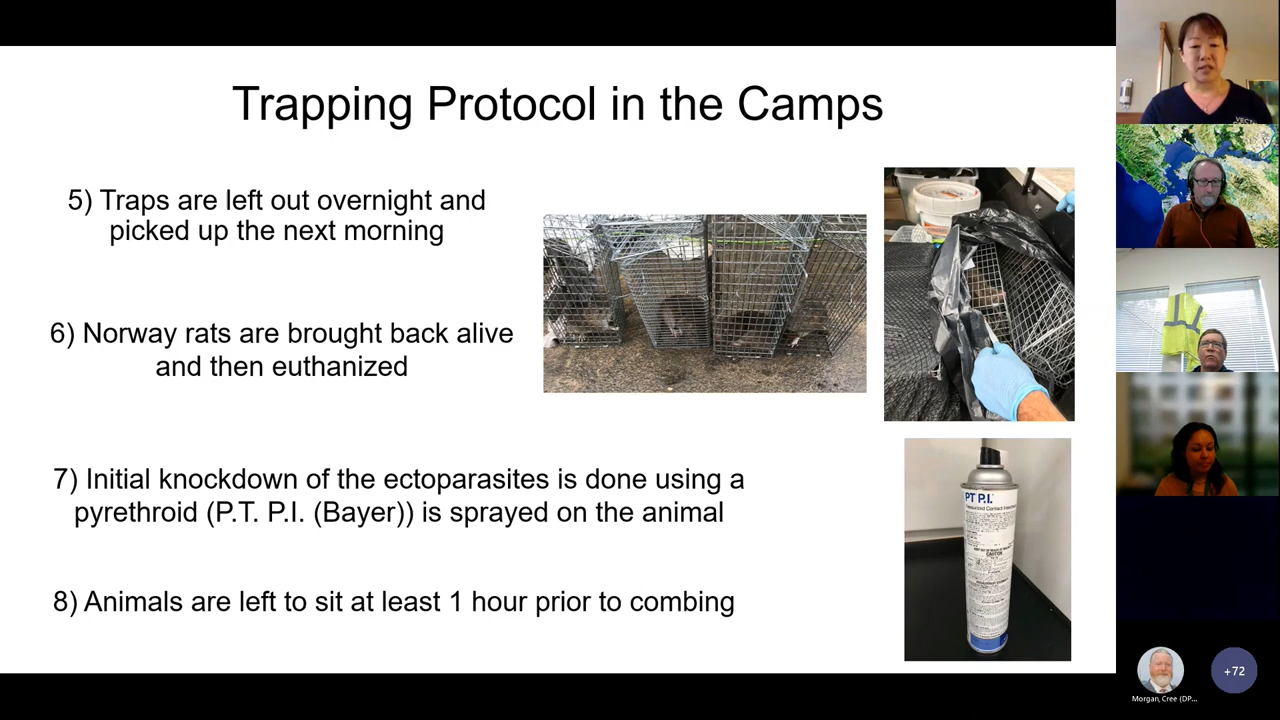 Trapping Protocol in the Camps
5) Traps are left out overnight and
picked up the next morning
6) Norway rats are brought back alive
and then euthanized
7) Initial knockdown of the ectoparasites is done using a
pyrethroid (P.T. P.I. (Bayer)) is sprayed on the animal
8) Animals are left to sit at least 1 hour prior to combing
PT P.I.
CAUTION
Morgan, Cree (DP...
+72